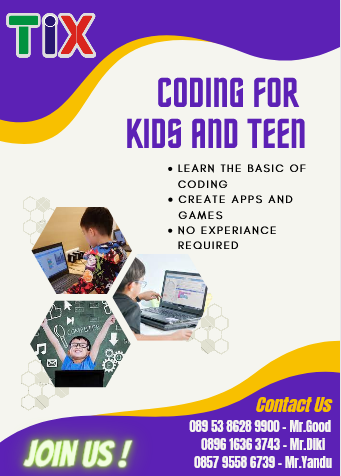 TiX
CODING FOR
KIDS AND TEEN
• LEARN THE BASIC OF
CODING
• CREATE APPS AND
GAMES
• NO EXPERIANCE
REQUIRED
Contact Us
089 53 8628 9900 - Mr.Good
0896 1636 3743 - Mr.Diki
0857 9558 6739 - Mr.Yandu
JOIN US !